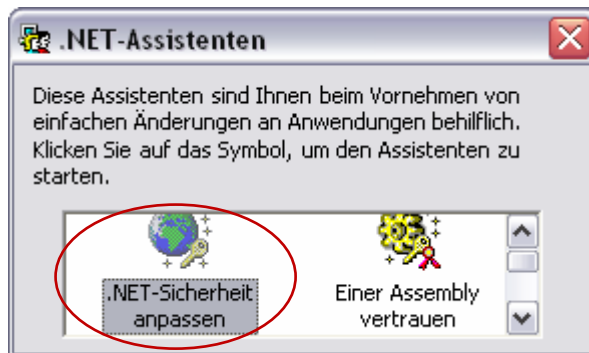 .NET-Assistenten
Diese Assistenten sind Ihnen beim Vornehmen von
einfachen Änderungen an Anwendungen behilflich.
Klicken Sie auf das Symbol, um den Assistenten zu
starten.
.NET-Sicherheit
anpassen
Einer Assembly
vertrauen